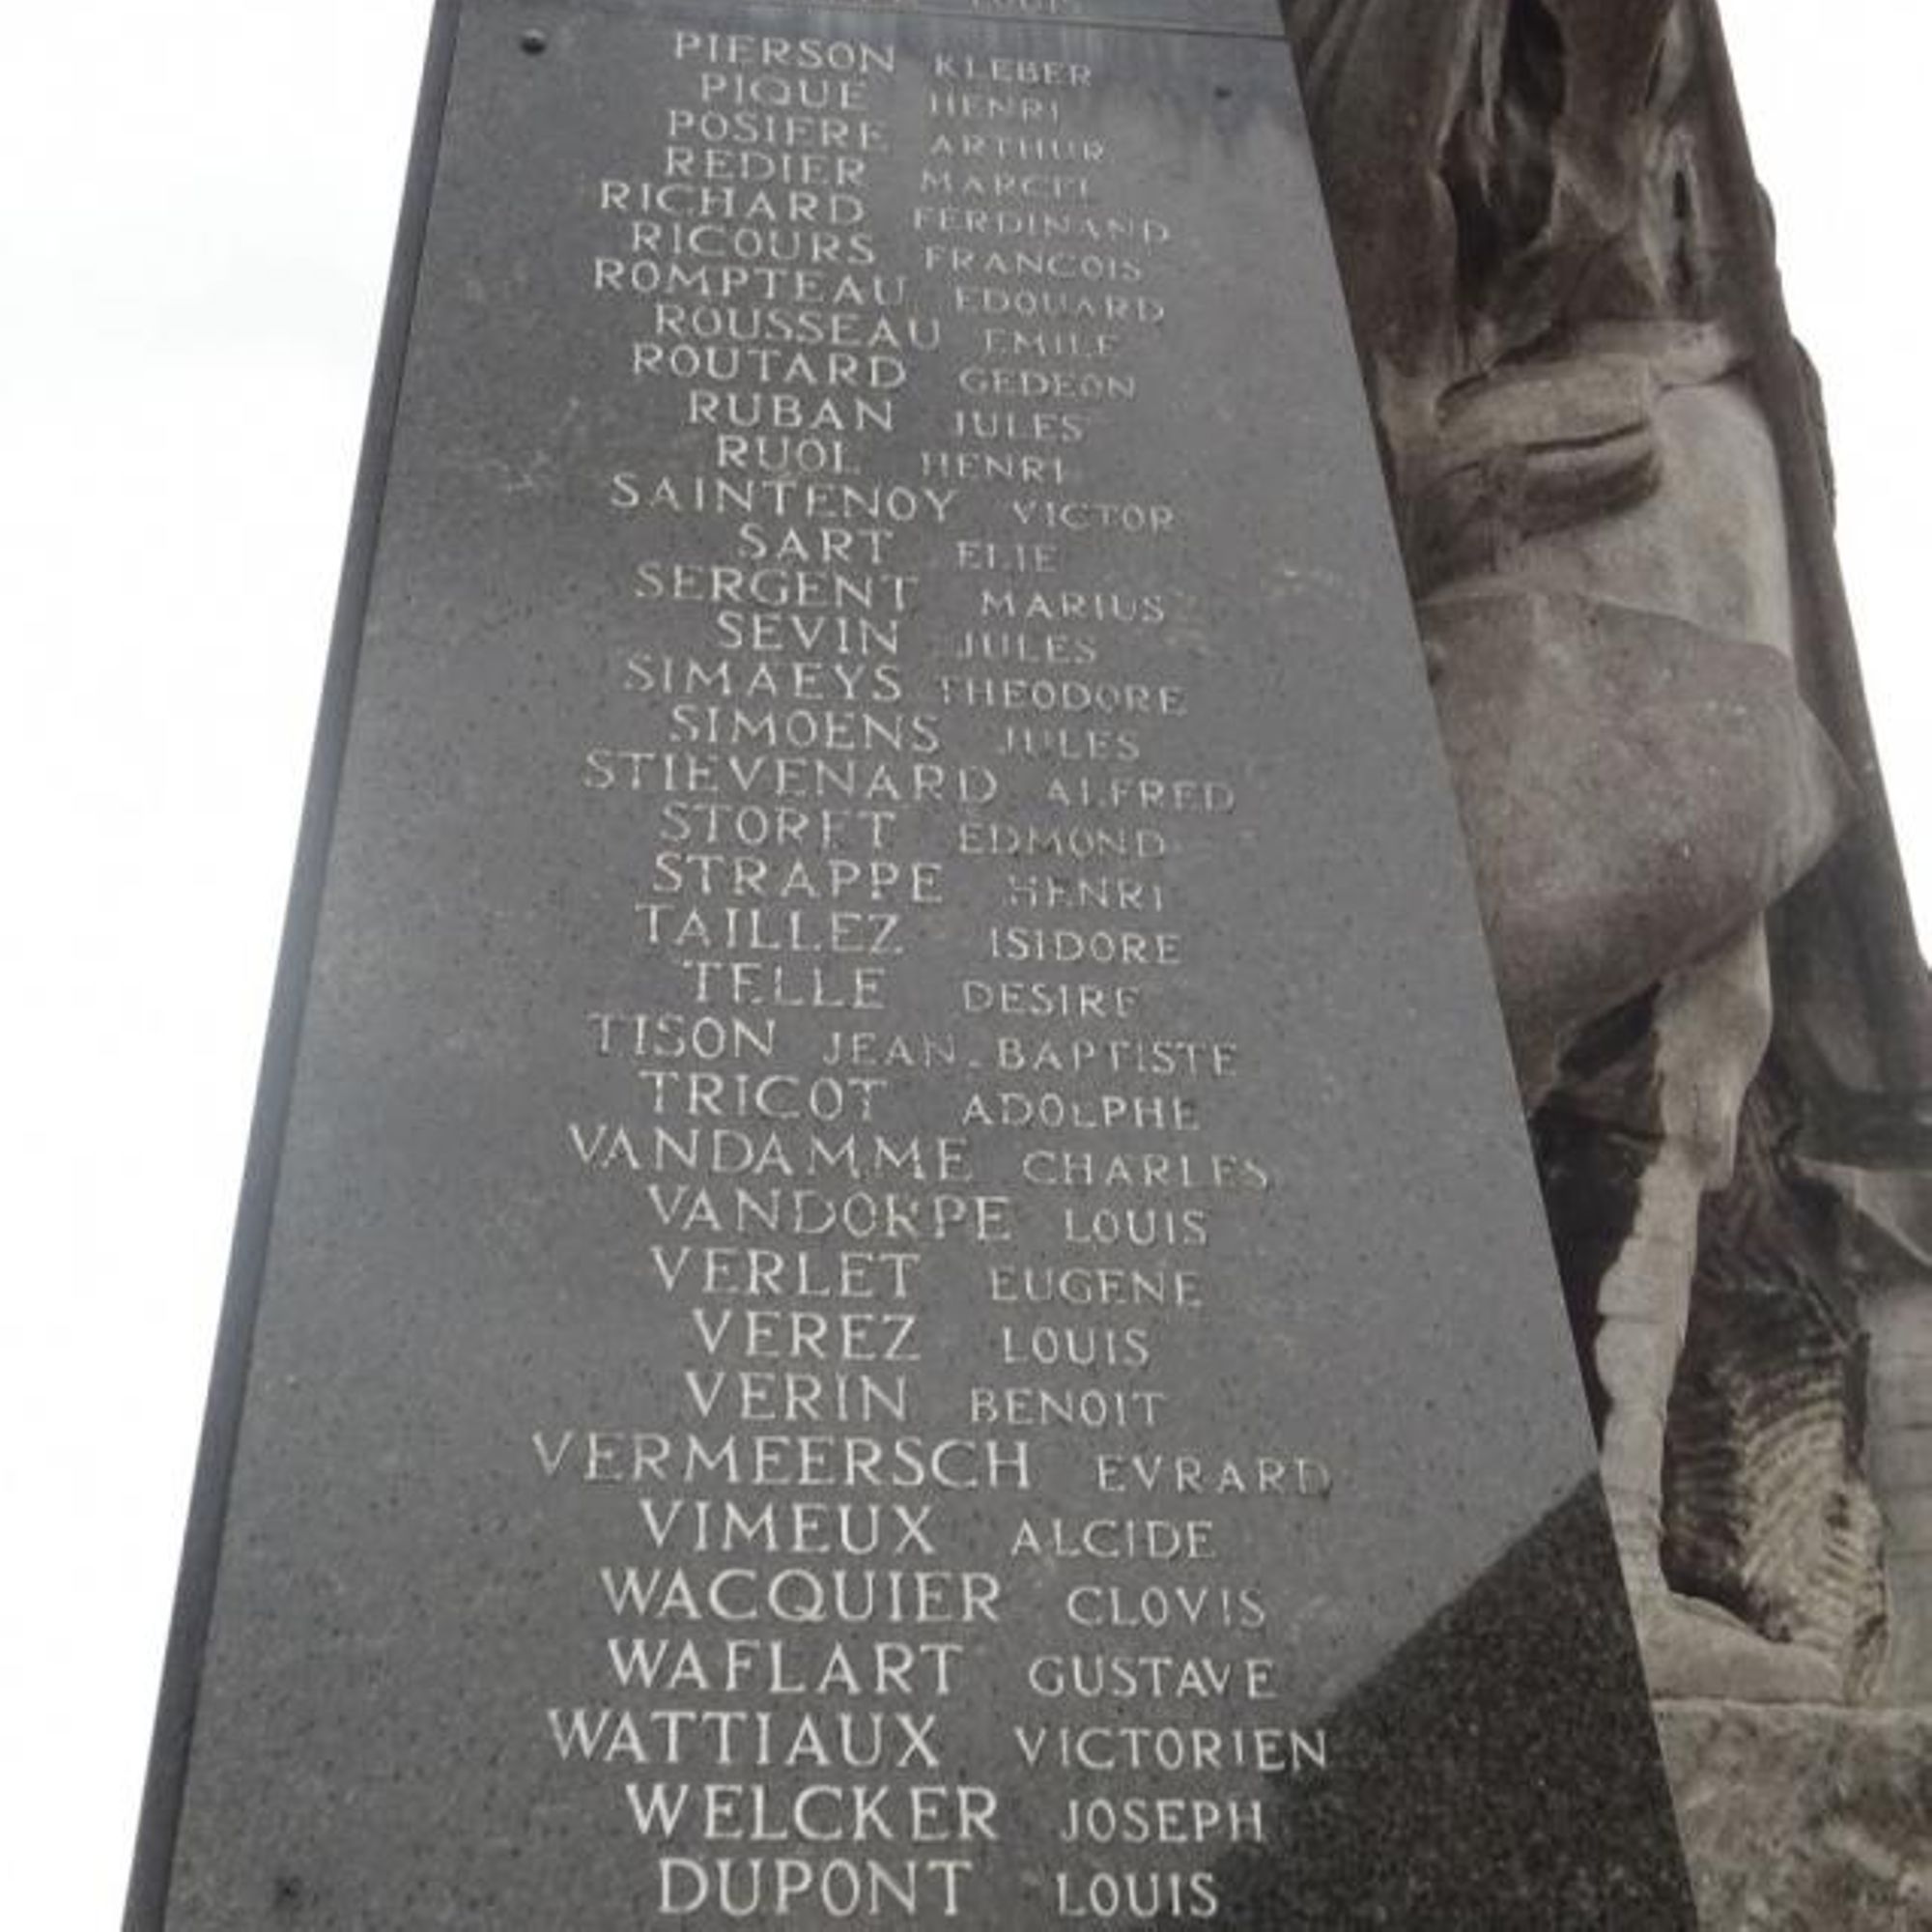 LOUIS
PIERSON KLEBER
PIQUE HENRI
POSIERE ARTHUR
REDIER MARCEL
RICHARD FERDINAND
RICOURS FRANCOIS
ROMPTEAU EDOUARD
ROUSSEAU EMILE
ROUTARD GEDEON
RUBAN JULES
RUOL HENRI
SAINTENOY VICTOR
SART ELIE
SERGENT MARIUS
SEVIN JULES
SIMAEYS THEODORE
SIMOENS JULES
STIEVENARD ALFRED
STORET EDMOND
STRAPPE HENRI
TAILLEZ ISIDORE
TELLE DESIRE
TISON JEAN-BAPTISTE
TRICOT ADOLPHE
VANDAMME CHARLES
VANDORPE LOUIS
VERLET EUGENE
VEREZ LOUIS
VERIN BENOIT
VERMEERSCH EVRARD
VIMEUX ALCIDE
WACQUIER CLOVIS
WAFLART GUSTAVE
WATTIAUX VICTORIEN
WELCKER JOSEPH
DUPONT LOUIS